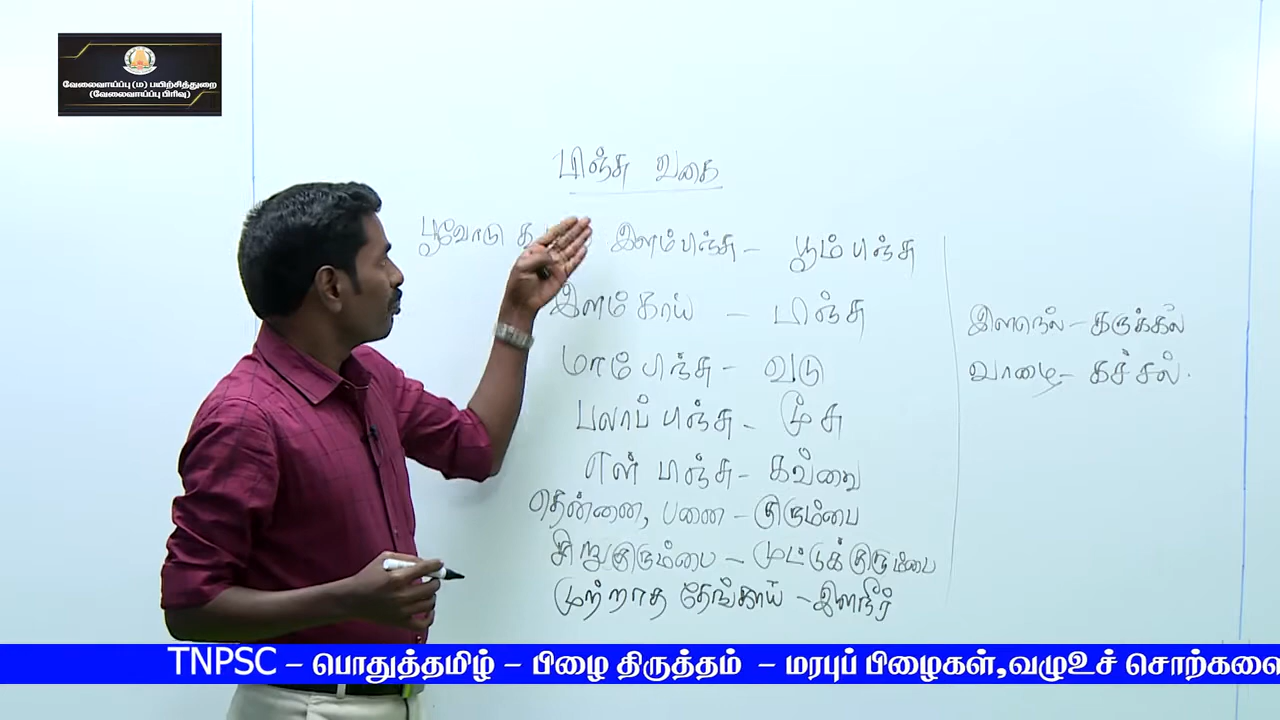 வேலைவாய்ப்பு (ம) பயிற்சித்துறை
(வேலைவாய்ப்பு பிரிவு)
பிஞ்சு வகை
பூவோடு இளம்பிஞ்சு - பூம்பிஞ்சு
இளம்காய் - பிஞ்சு
மாம்பிஞ்சு - வடு
பலாப்பிஞ்சு - மூசு
எள் பிஞ்சு - கவ்வை
தென்னை, பனை - குரும்பை
சிறுகுரும்பை - முட்டுக்குரும்பை
முற்றாத தேங்காய் - இளநீர்
இளநெல் - கருக்கல்
வாழை - கச்சல்.
TNPSC – பொதுத்தமிழ் – பிழை திருத்தம் – மரபுப் பிழைகள்,வழுஉச் சொற்களை